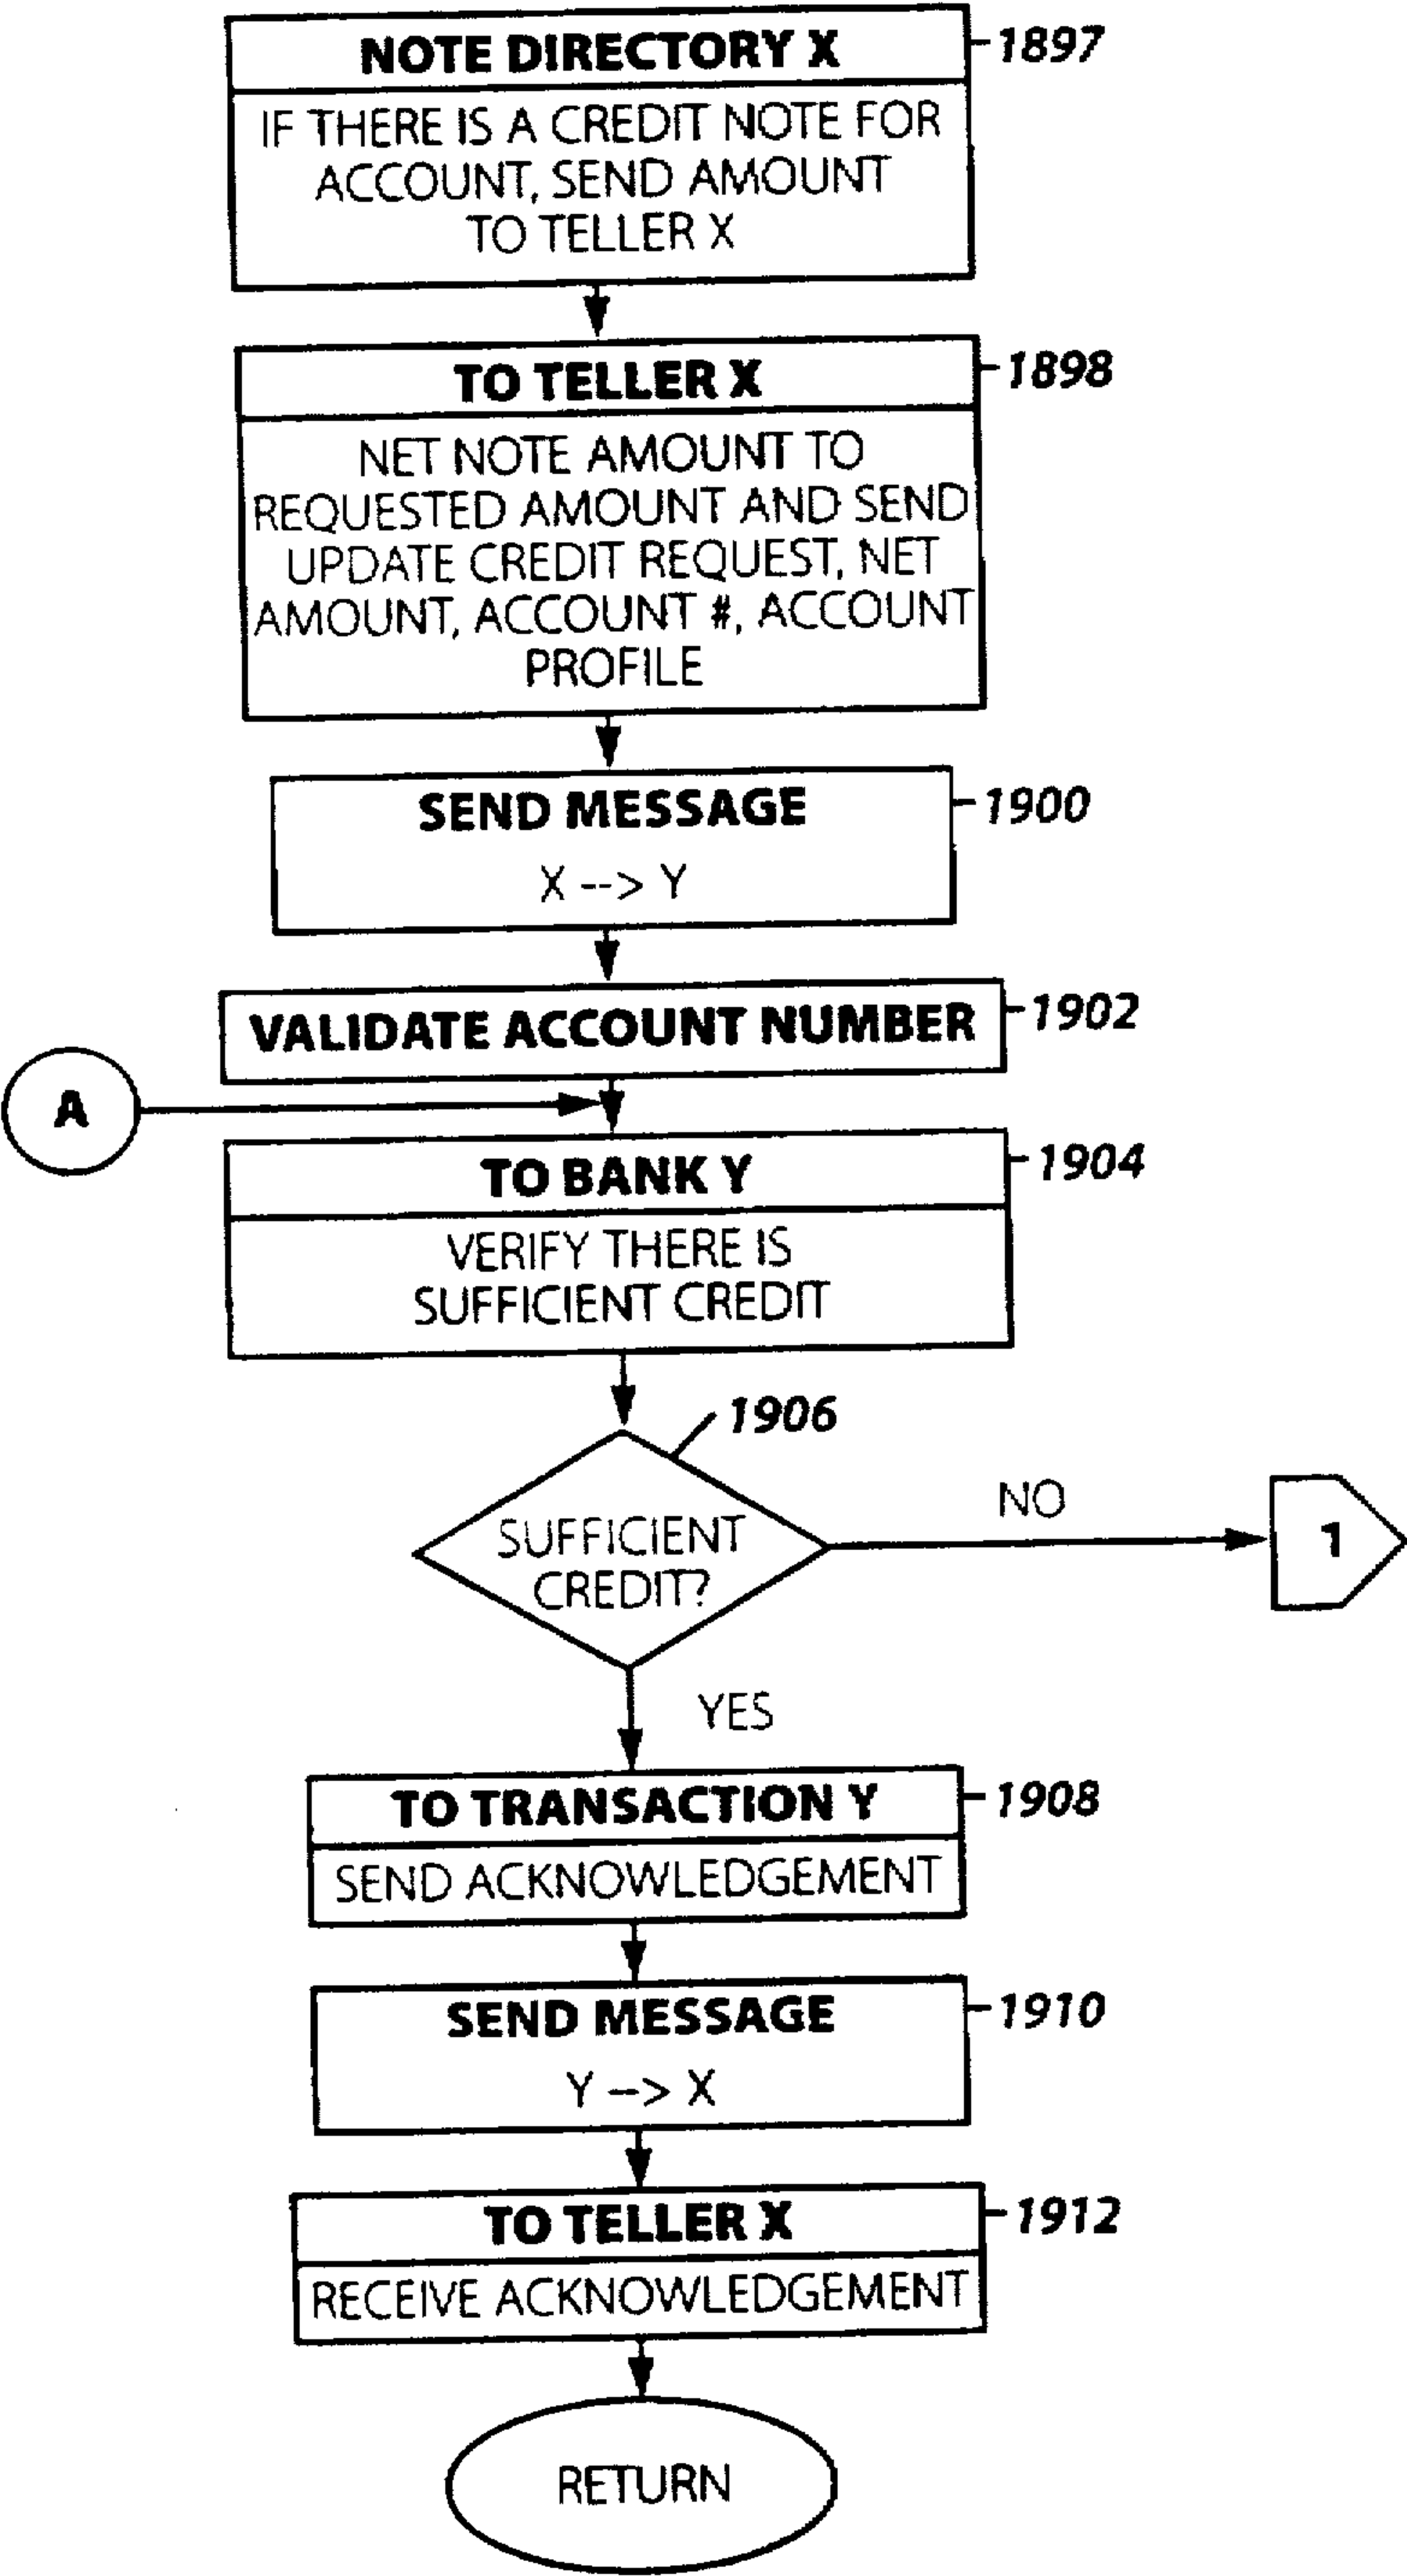 NOTE DIRECTORY X
1897
IF THERE IS A CREDIT NOTE FOR
ACCOUNT, SEND AMOUNT
TO TELLER X
TO TELLER X
1898
NET NOTE AMOUNT TO
REQUESTED AMOUNT AND SEND
UPDATE CREDIT REQUEST, NET
AMOUNT, ACCOUNT #, ACCOUNT
PROFILE
SEND MESSAGE
1900
X --> Y
VALIDATE ACCOUNT NUMBER
1902
A
TO BANK Y
1904
VERIFY THERE IS
SUFFICIENT CREDIT
1906
SUFFICIENT
CREDIT?
NO
1
YES
TO TRANSACTION Y
1908
SEND ACKNOWLEDGEMENT
SEND MESSAGE
1910
Y --> X
TO TELLER X
1912
RECEIVE ACKNOWLEDGEMENT
RETURN